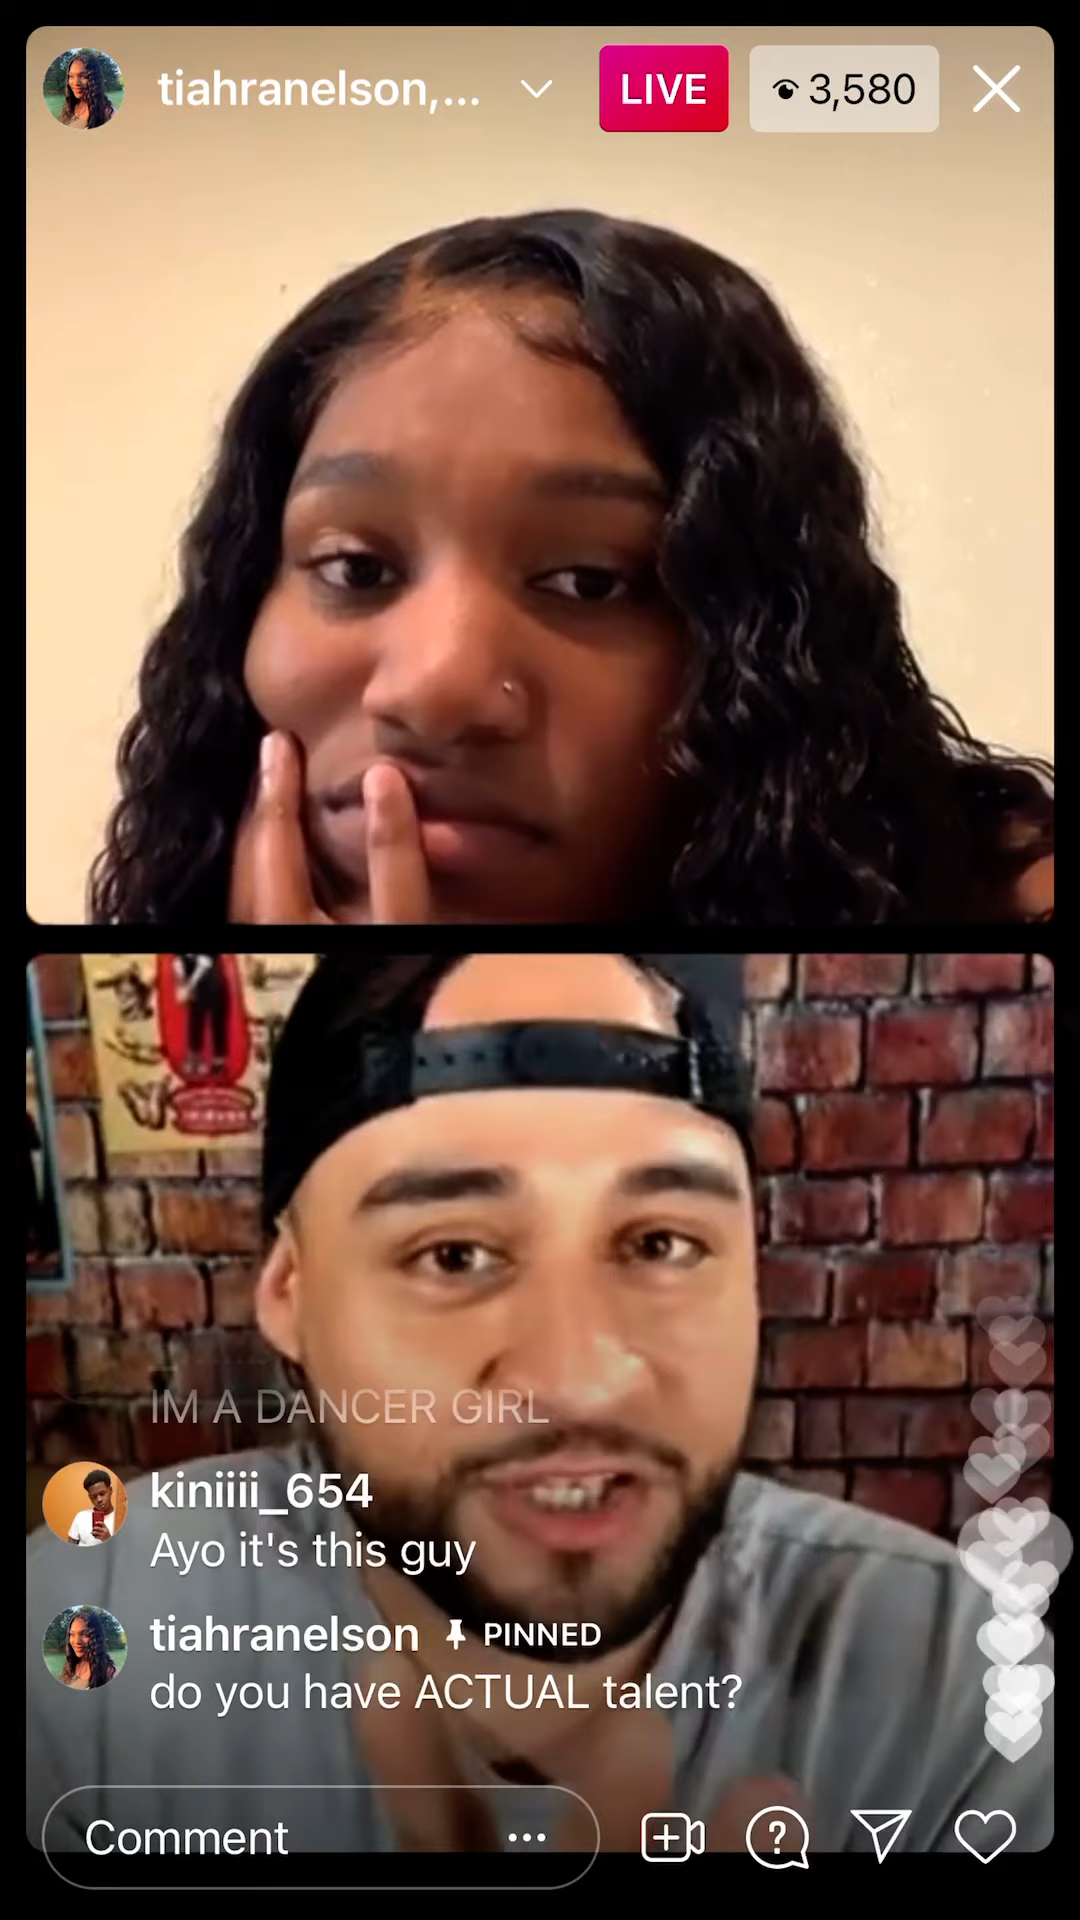 tiahranelson,...
LIVE
3,580
IM A DANCER GIRL
kiniiii_654
Ayo it's this guy
tiahranelson PINNED
do you have ACTUAL talent?
Comment